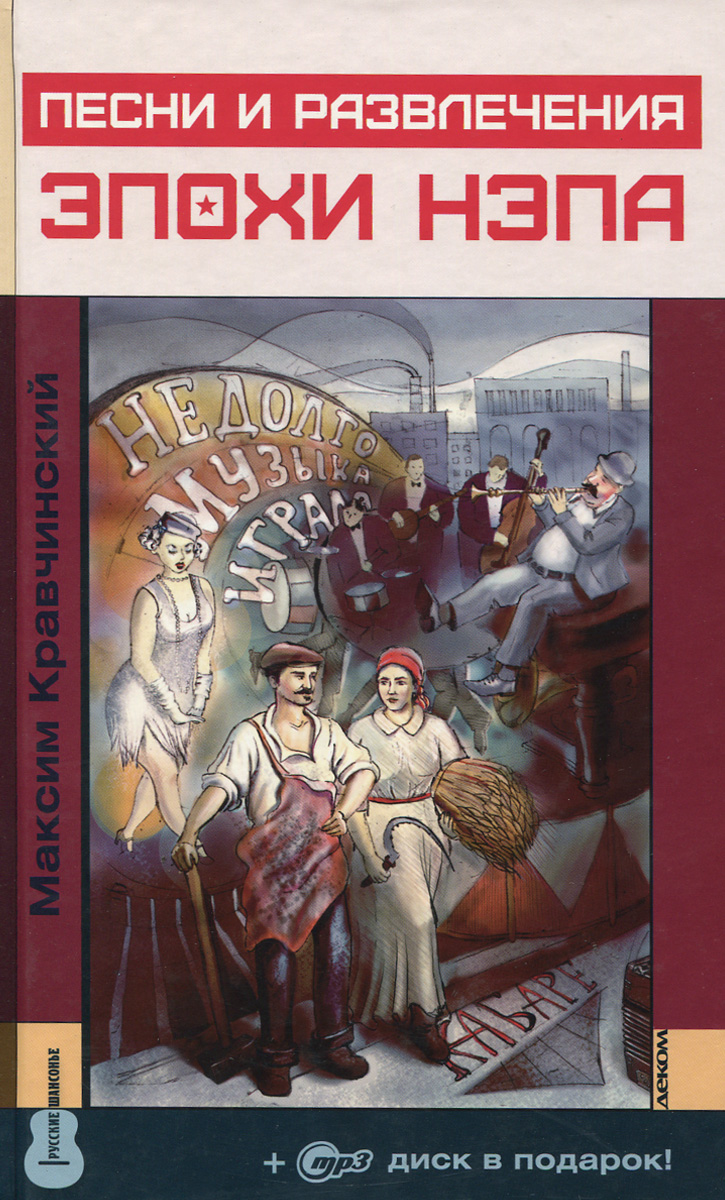 ПЕСНИ И РАЗВЛЕЧЕНИЯ
ЭПОХИ НЭПА
Максим Кравчинский
НЕДОЛГО
МУЗЫКА
ИГРАЛА
КАБАРЕ
ДЕКОМ
РУССКИЕ
ШАНСОНЬЕ
+ mp3 диск в подарок!